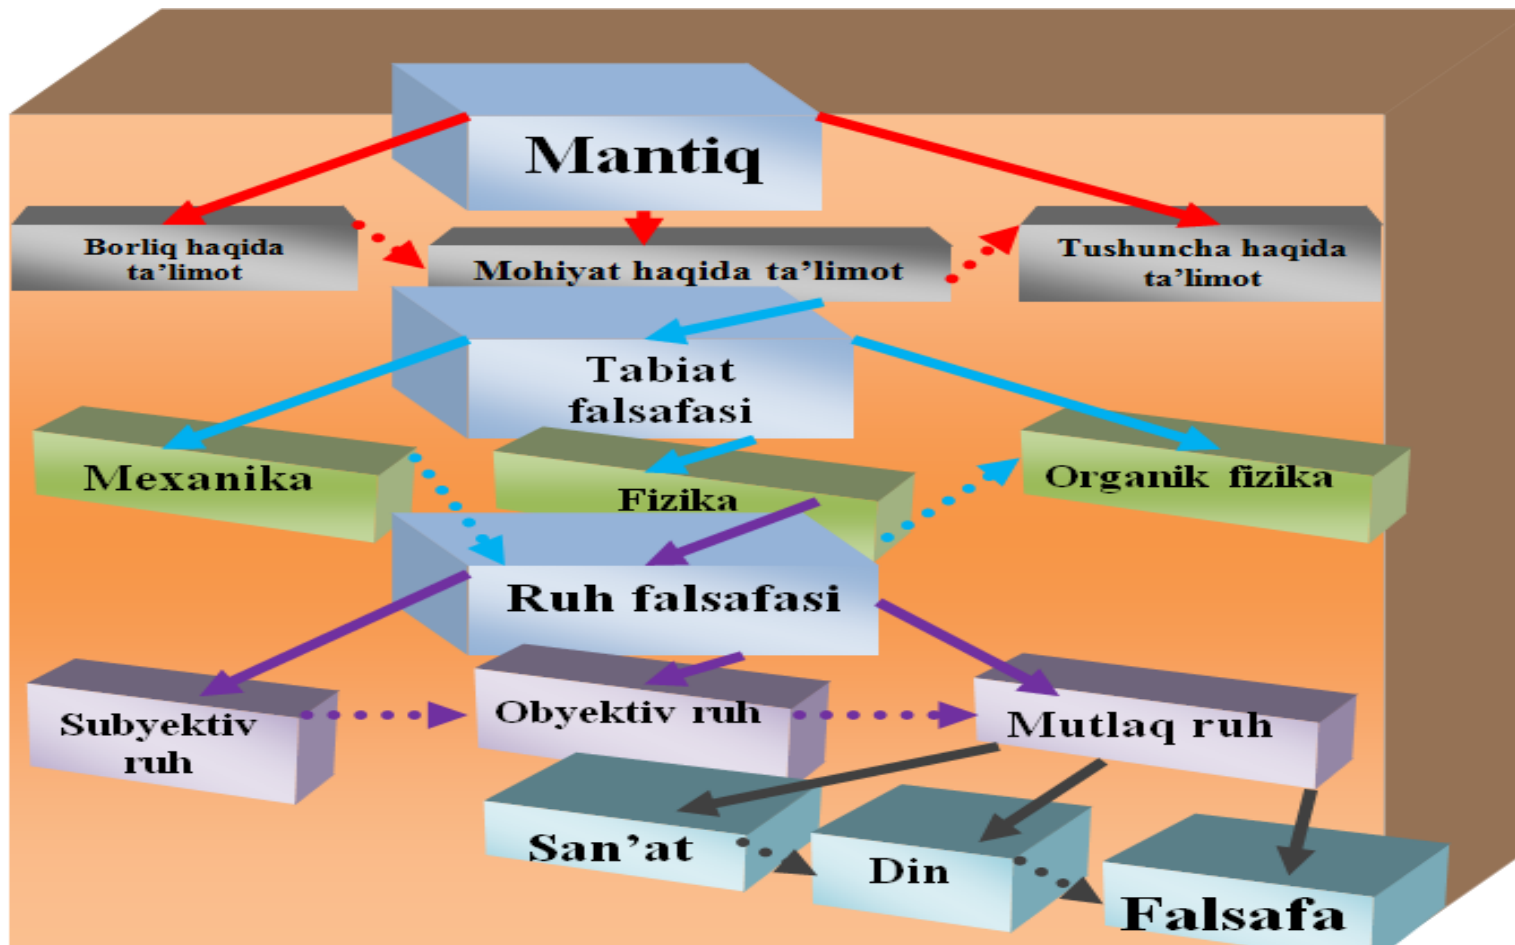 Mantiq
Borliq haqida
ta’limot
Mohiyat haqida ta’limot
Tushuncha haqida
ta’limot
Tabiat
falsafasi
Mexanika
Fizika
Organik fizika
Ruh falsafasi
Subyektiv
ruh
Obyektiv ruh
Mutlaq ruh
San’at
Din
Falsafa